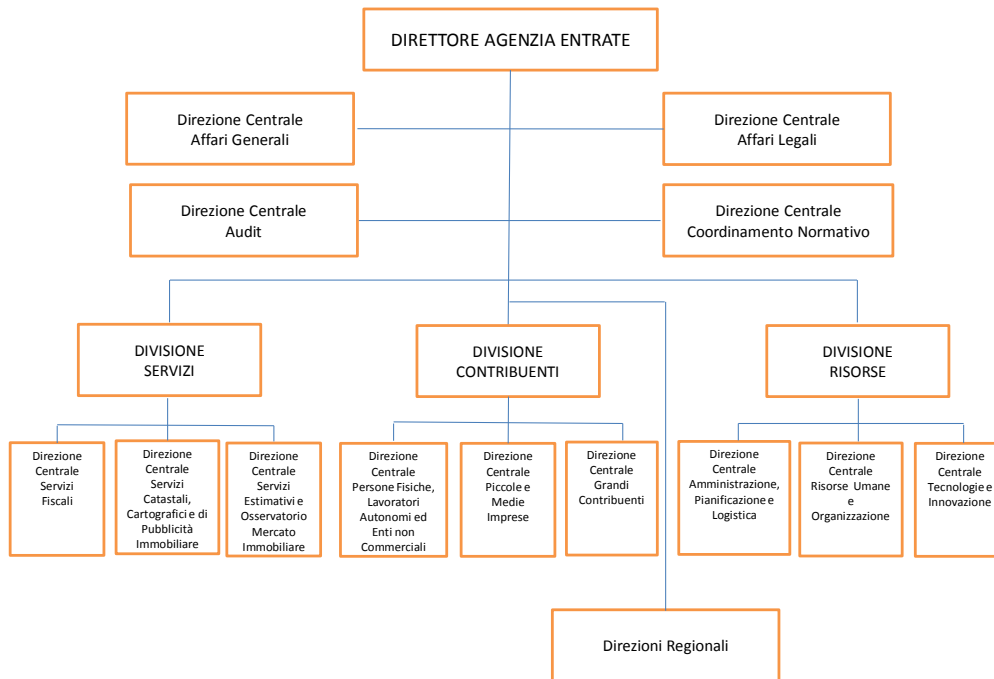 DIRETTORE AGENZIA ENTRATE
Direzione Centrale
Affari Generali
Direzione Centrale
Affari Legali
Direzione Centrale
Audit
Direzione Centrale
Coordinamento Normativo
DIVISIONE
SERVIZI
DIVISIONE
CONTRIBUENTI
DIVISIONE
RISORSE
Direzione
Centrale
Servizi
Fiscali
Direzione
Centrale
Servizi
Catastali,
Cartografici e di
Pubblicità
Immobiliare
Direzione
Centrale
Servizi
Estimativi e
Osservatorio
Mercato
Immobiliare
Direzione
Centrale
Persone Fisiche,
Lavoratori
Autonomi ed
Enti non
Commerciali
Direzione
Centrale
Piccole e
Medie
Imprese
Direzione
Centrale
Grandi
Contribuenti
Direzione
Centrale
Amministrazione,
Pianificazione e
Logistica
Direzione
Centrale
Risorse Umane
e
Organizzazione
Direzione
Centrale
Tecnologie e
Innovazione
Direzioni Regionali